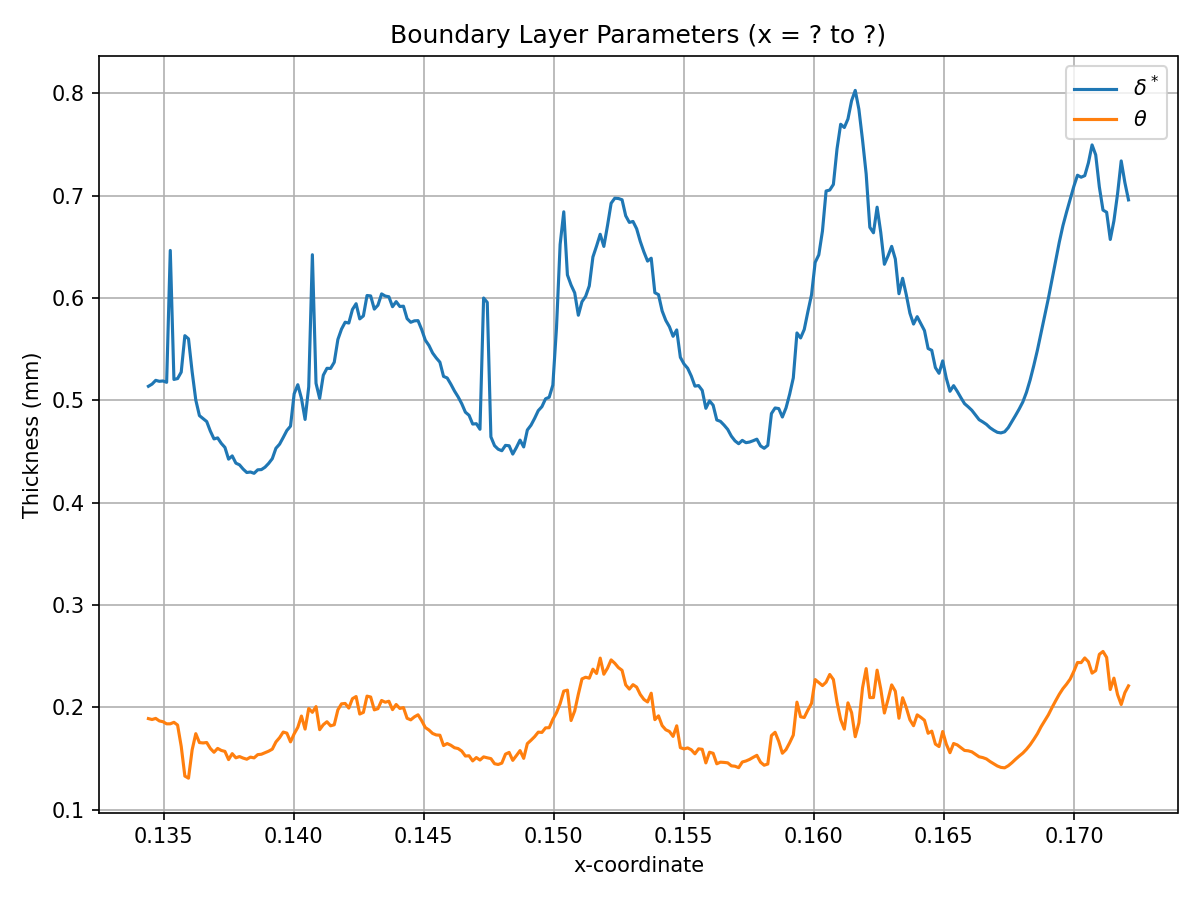 Boundary Layer Parameters (x = ? to ?)
δ*
θ
Thickness (mm)
0.8
0.7
0.6
0.5
0.4
0.3
0.2
0.1
0.135 0.140 0.145 0.150 0.155 0.160 0.165 0.170
x-coordinate